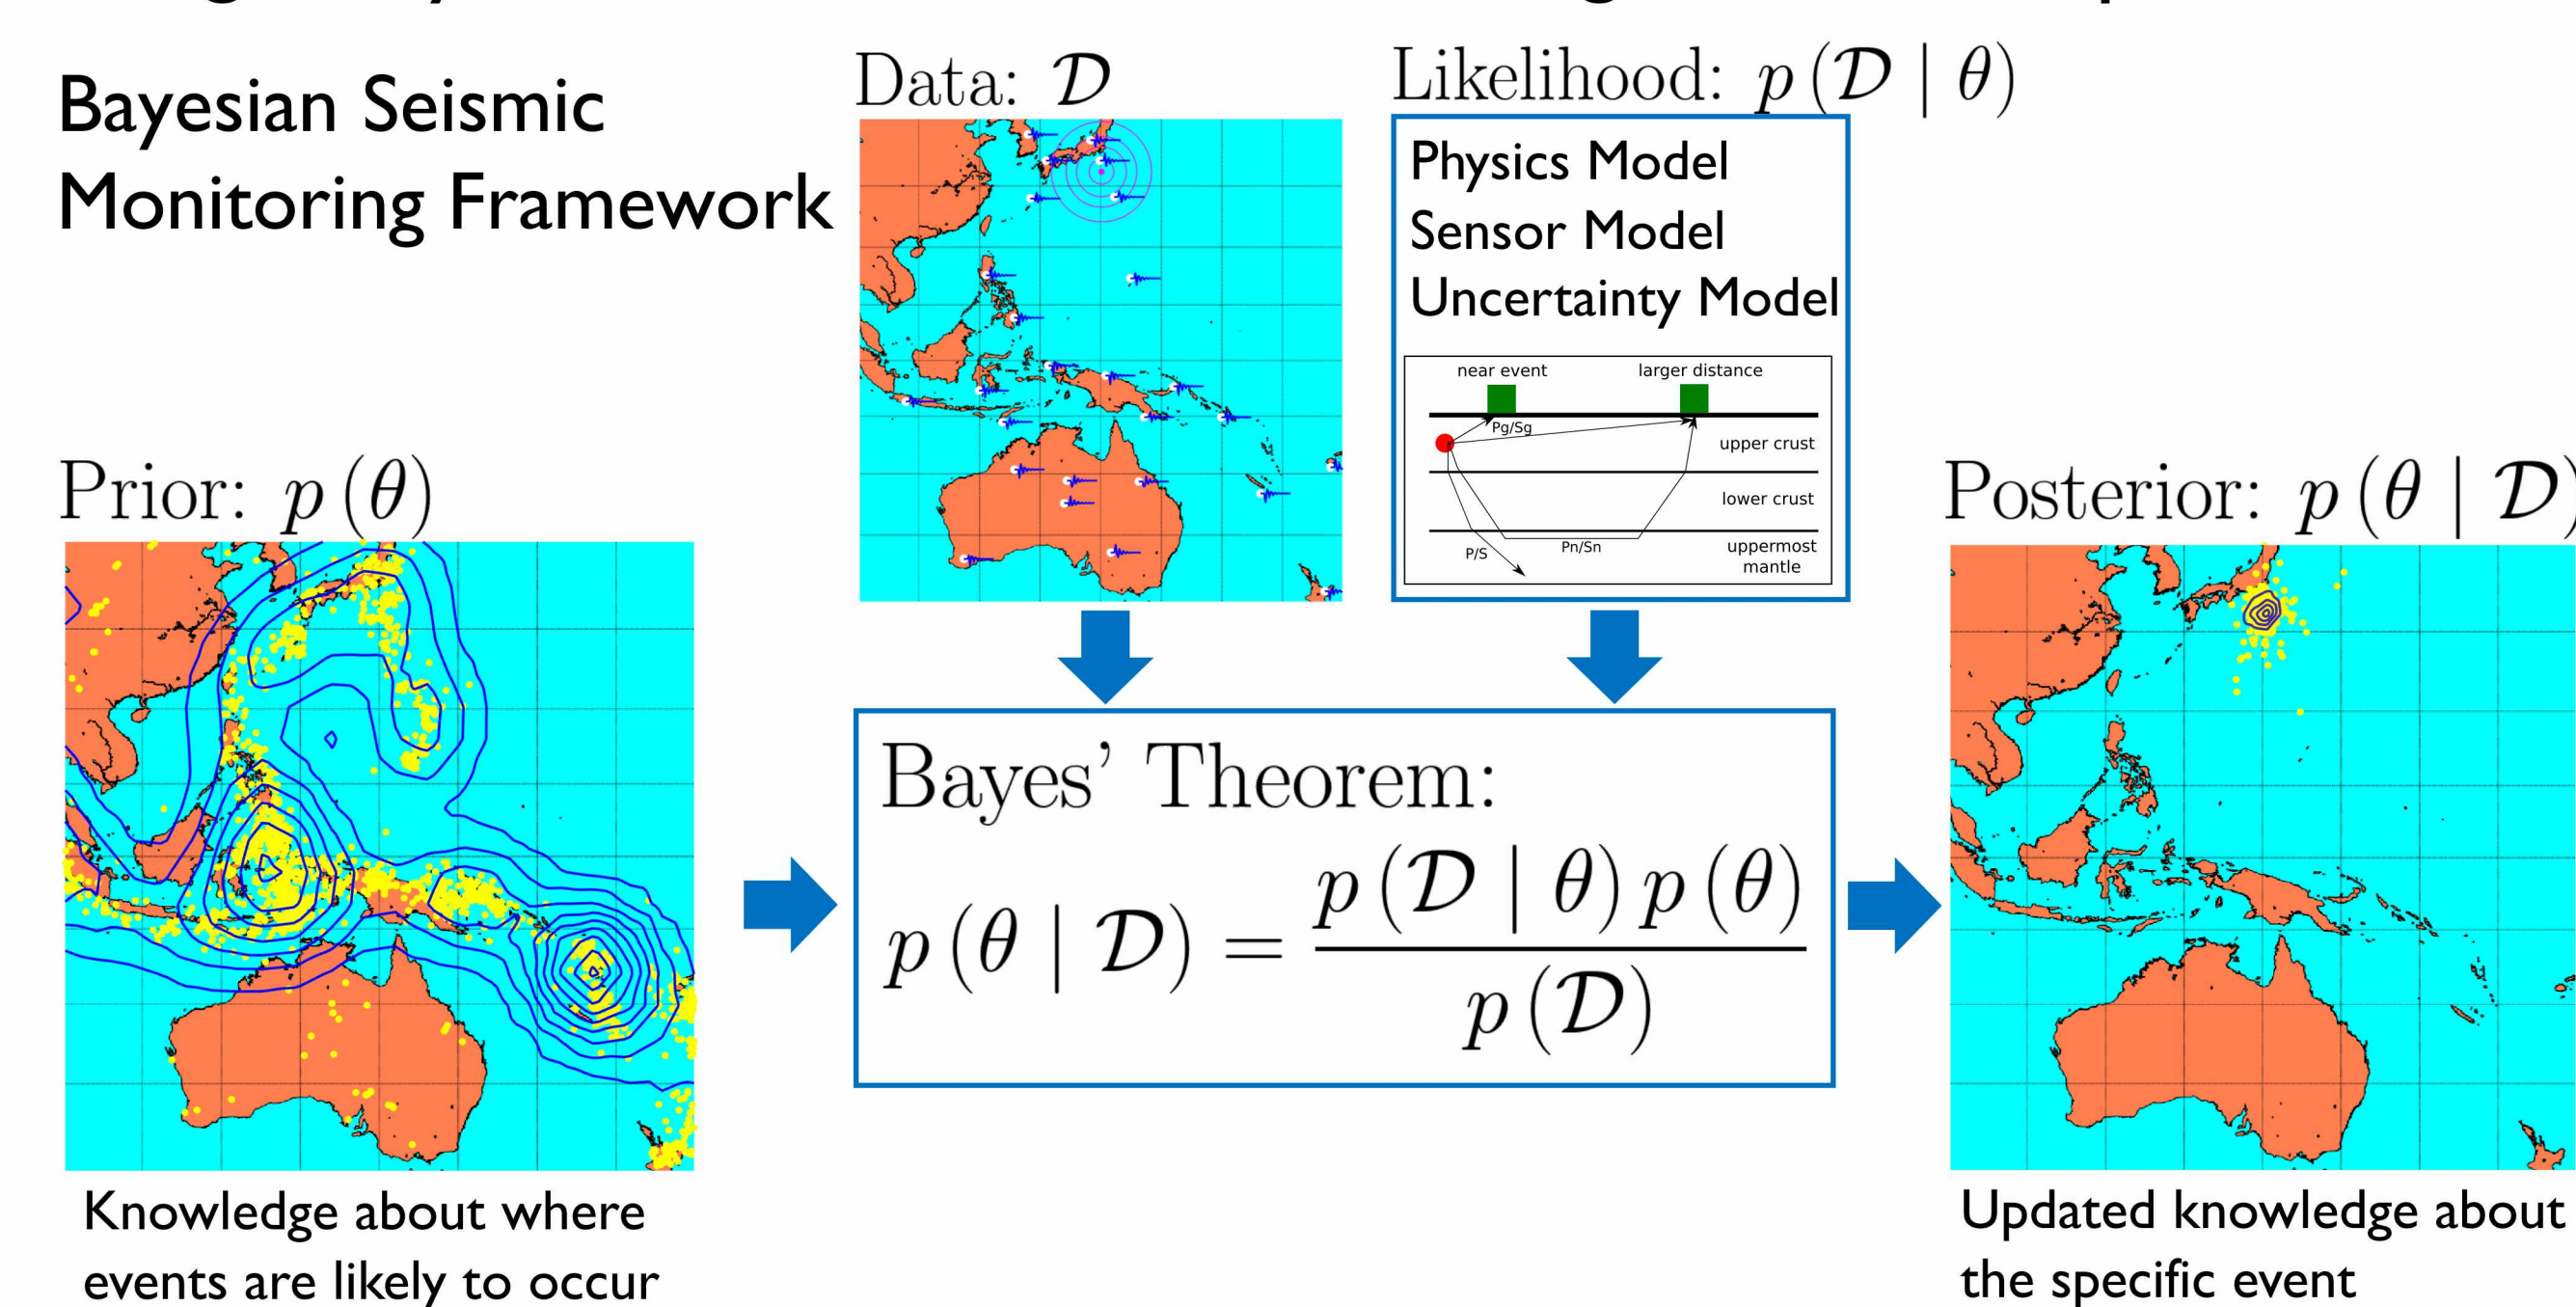 Bayesian Seismic
Monitoring Framework
Data: 𝒟
Likelihood: p(𝒟 | θ)
Physics Model
Sensor Model
Uncertainty Model
near event
larger distance
Pg/Sg
upper crust
lower crust
P/S
Pn/Sn
uppermost
mantle
Prior: p(θ)
Knowledge about where
events are likely to occur
Bayes’ Theorem:
p(θ | 𝒟) = p(𝒟 | θ) p(θ) / p(𝒟)
Posterior: p(θ | 𝒟)
Updated knowledge about
the specific event